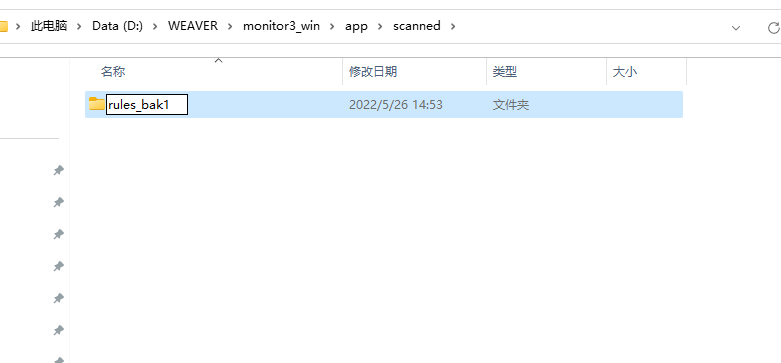 此电脑 > Data (D:) > WEAVER > monitor3_win > app > scanned >
名称 修改日期 类型 大小
rules_bak1 2022/5/26 14:53 文件夹